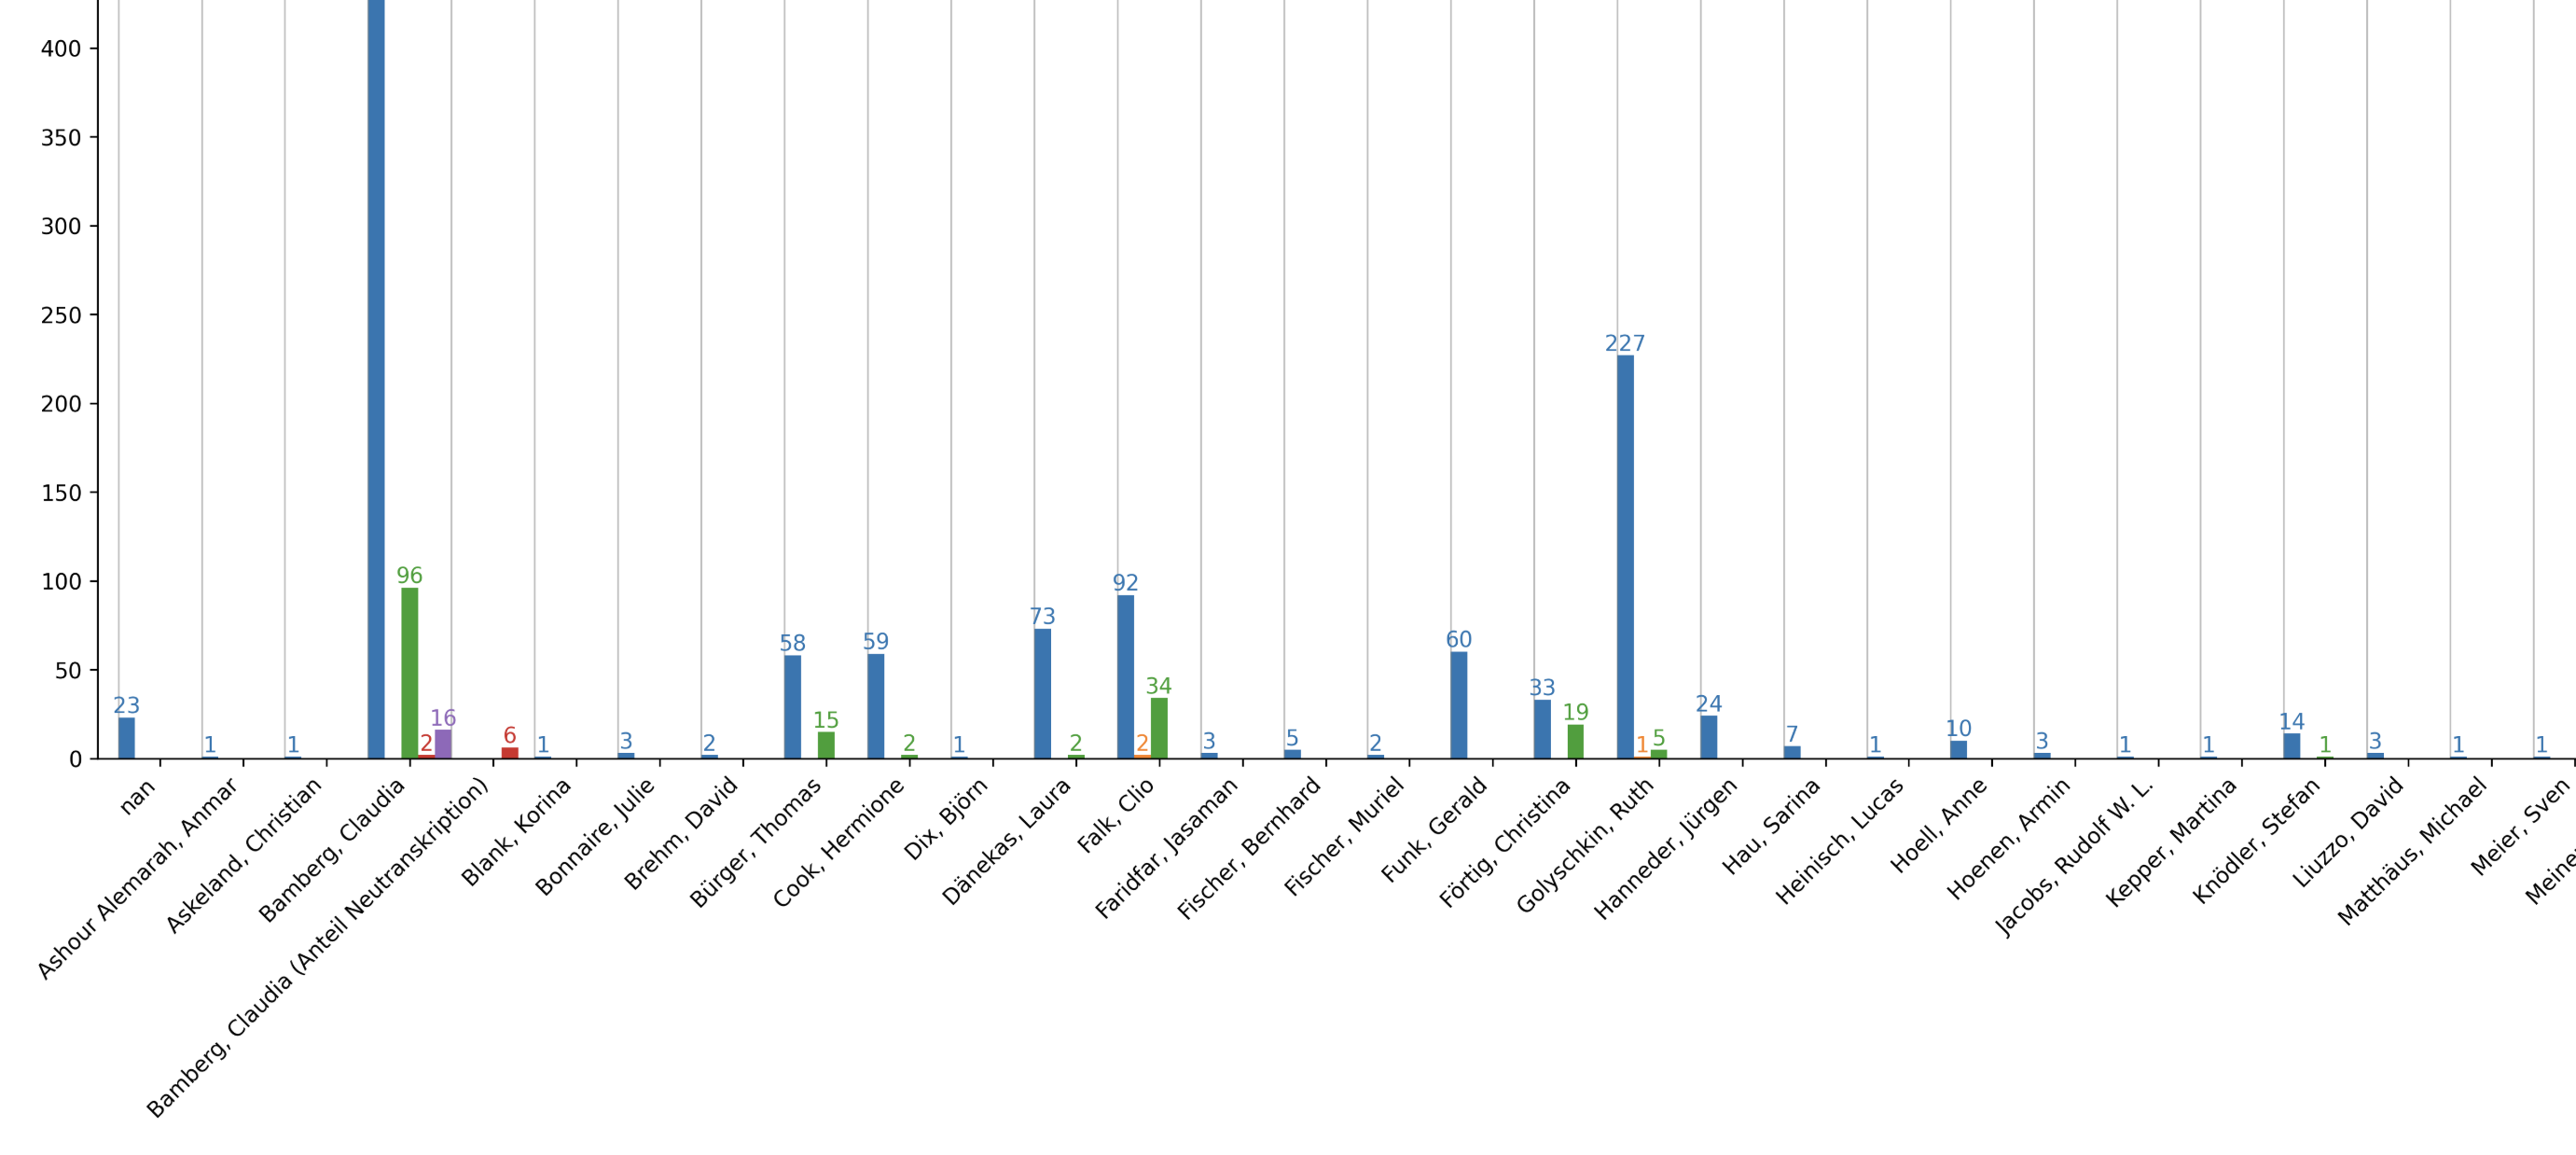 400
350
300
250
200
150
100
50
0
23
1
1
96
2
16
6
1
3
2
58
15
59
2
1
73
2
92
2
34
3
5
2
60
33
19
227
1
5
24
7
1
10
3
1
1
14
1
3
1
1
nan
Ashour Alemarah, Anmar
Askeland, Christian
Bamberg, Claudia
Bamberg, Claudia (Anteil Neutranskription)
Blank, Korina
Bonnaire, Julie
Brehm, David
Bürger, Thomas
Cook, Hermione
Dix, Björn
Dänekas, Laura
Falk, Clio
Faridfar, Jasaman
Fischer, Bernhard
Fischer, Muriel
Funk, Gerald
Förtig, Christina
Golyschkin, Ruth
Hanneder, Jürgen
Hau, Sarina
Heinisch, Lucas
Hoell, Anne
Hoenen, Armin
Jacobs, Rudolf W. L.
Kepper, Martina
Knödler, Stefan
Liuzzo, David
Matthäus, Michael
Meier, Sven